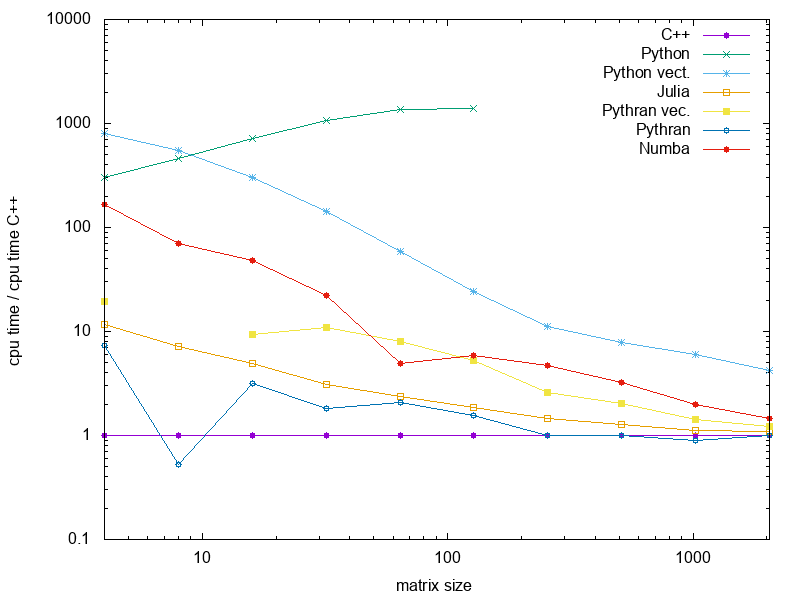 10000
1000
100
10
1
0.1
cpu time / cpu time C++
C++
Python
Python vect.
Julia
Pythran vec.
Pythran
Numba
10
100
1000
matrix size